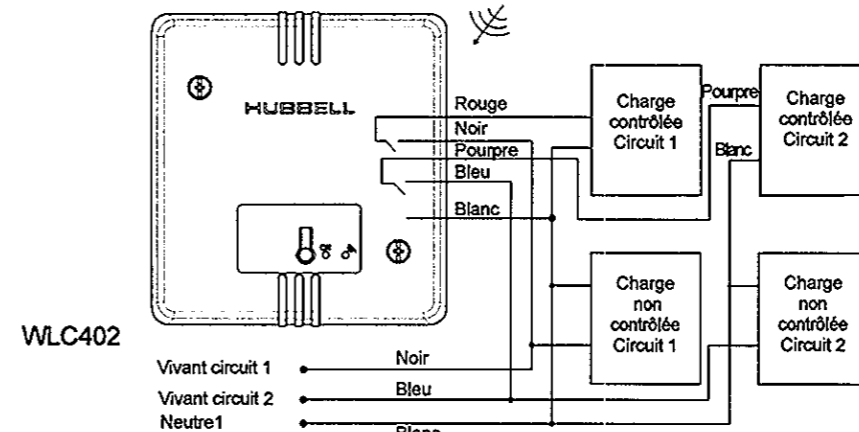 HUBBELL
Rouge
Noir
Pourpre
Bleu
Blanc
Charge
contrôlée
Circuit 1
Pourpre
Blanc
Charge
contrôlée
Circuit 2
Charge
non
contrôlée
Circuit 1
Charge
non
contrôlée
Circuit 2
WLC402
Vivant circuit 1
Noir
Vivant circuit 2
Bleu
Neutre1
Blanc